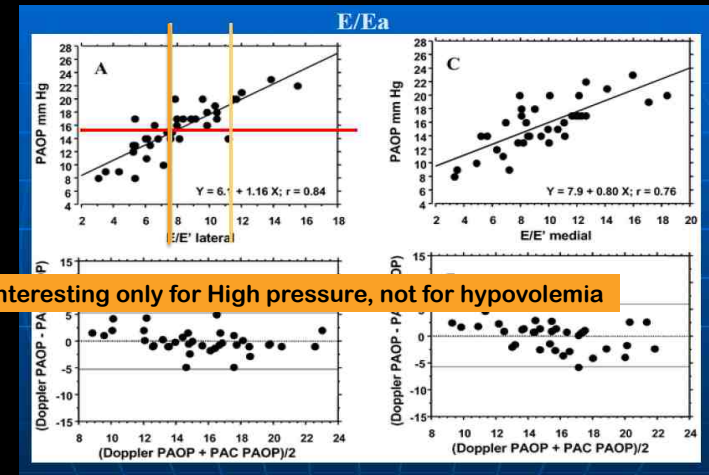 E/Ea
A
PAOP mm Hg
28
26
24
22
20
18
16
14
12
10
8
6
4
Y = 6.1 + 1.16 X; r = 0.84
2 4 6 8 10 12 14 16 18
E/E' lateral
C
PAOP mm Hg
28
26
24
22
20
18
16
14
12
10
8
6
4
Y = 7.9 + 0.80 X; r = 0.76
2 4 6 8 10 12 14 16 18 20
E/E' medial
nteresting only for High pressure, not for hypovolemia
(Doppler PAOP - PA
OP)
15
5
0
-5
-10
-15
8 10 12 14 16 18 20 22 24
(Doppler PAOP + PAC PAOP)/2
(Doppler PAOP - P
OP)
15
0
-5
-10
-15
8 10 12 14 16 18 20 22 24
(Doppler PAOP + PAC PAOP)/2